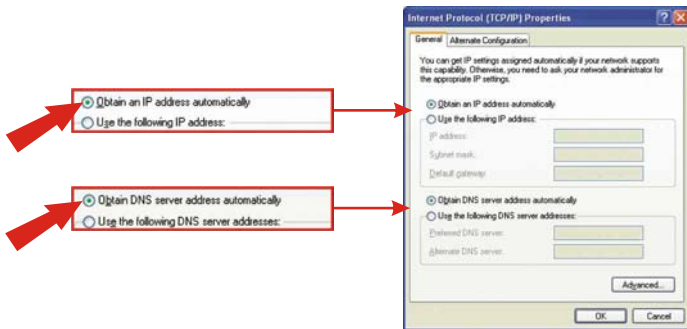 Obtain an IP address automatically
Use the following IP address:
Obtain DNS server address automatically
Use the following DNS server addresses:
Internet Protocol (TCP/IP) Properties
General
Alternate Configuration
You can get IP settings assigned automatically if your network supports
this capability. Otherwise, you need to ask your network administrator for
the appropriate IP settings.
Obtain an IP address automatically
Use the following IP address:
IP address:
Subnet mask:
Default gateway:
Obtain DNS server address automatically
Use the following DNS server addresses:
Preferred DNS server:
Alternate DNS server:
Advanced...
OK
Cancel